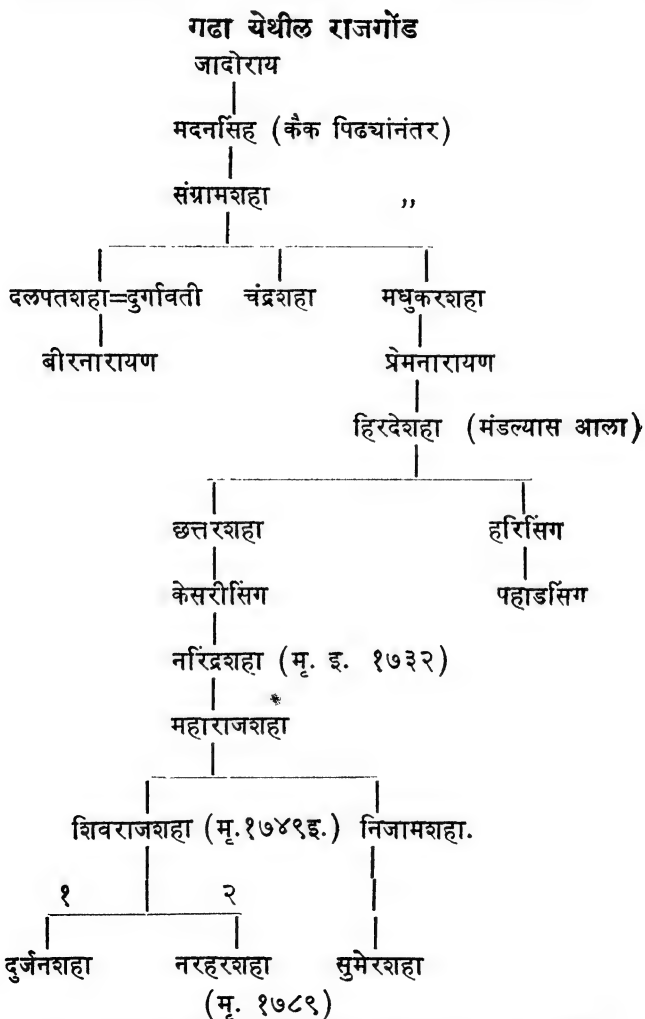 गढा येथील राजगोंड
जादोराय
मदनसिंह (कैक पिढ्यांनंतर)
संग्रामशहा ,,
दलपतशहा=दुर्गावती चंद्रशहा मधुकरशहा
बीरनारायण प्रेमनारायण
हिरदेशहा (मंडल्यास आला)
छत्तरशहा हरिसिंग
केसरीसिंग पहाडसिंग
नरिंद्रशहा (मृ. इ. १७३२)
महाराजशहा
शिवराजशहा (मृ.१७४९इ.) निजामशहा.
१ २
दुर्जनशहा नरहरशहा सुमेरशहा
(मृ. १७८९)